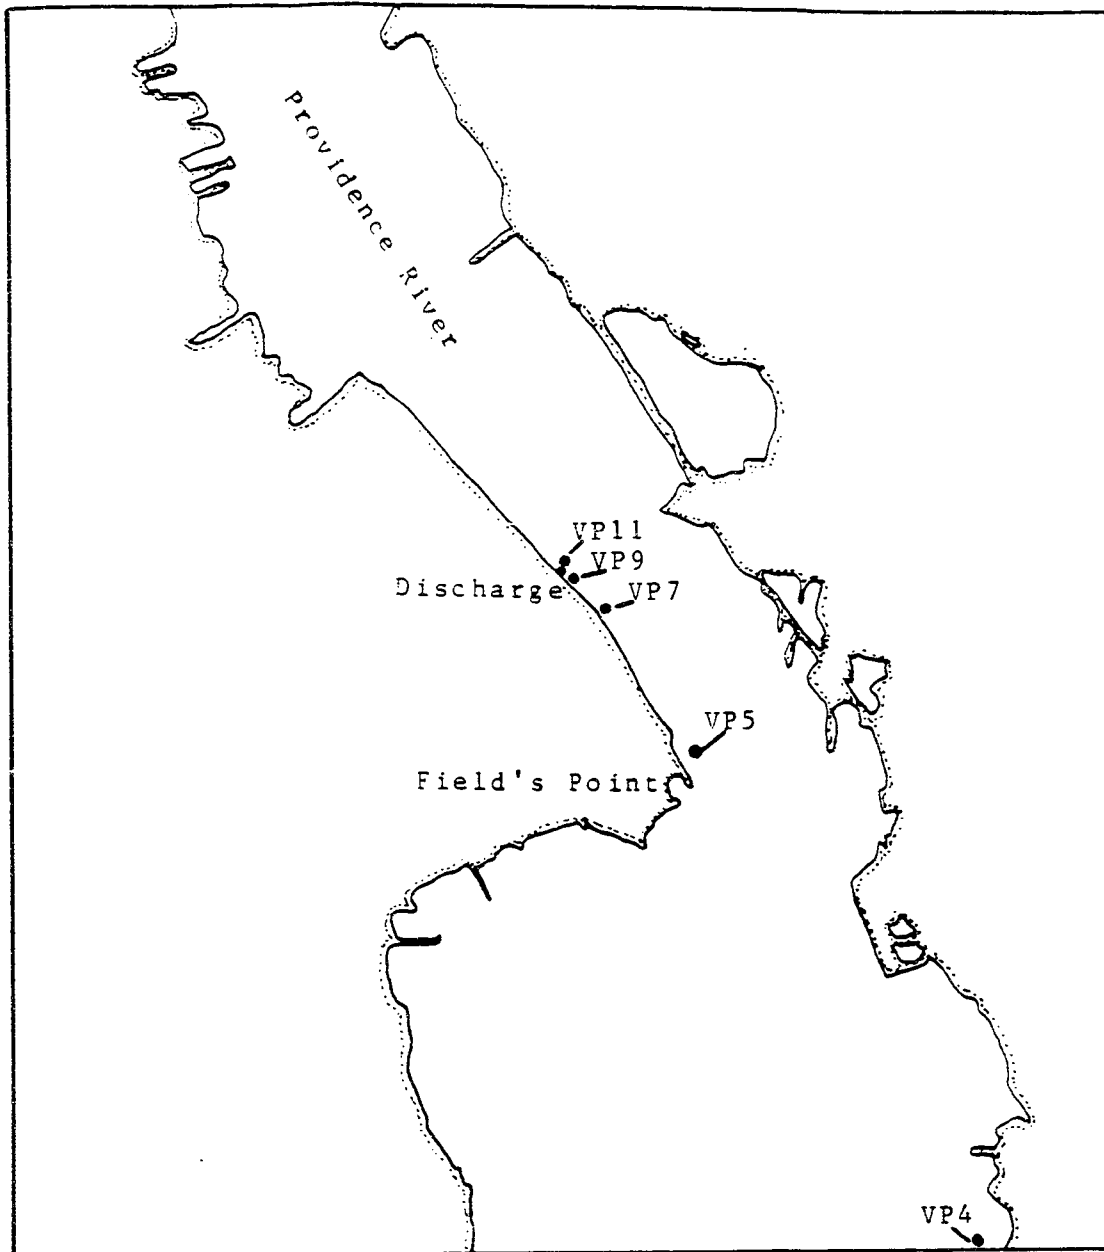 Providence River
VP11
VP9
Discharge
VP7
VP5
Field's Point
VP4